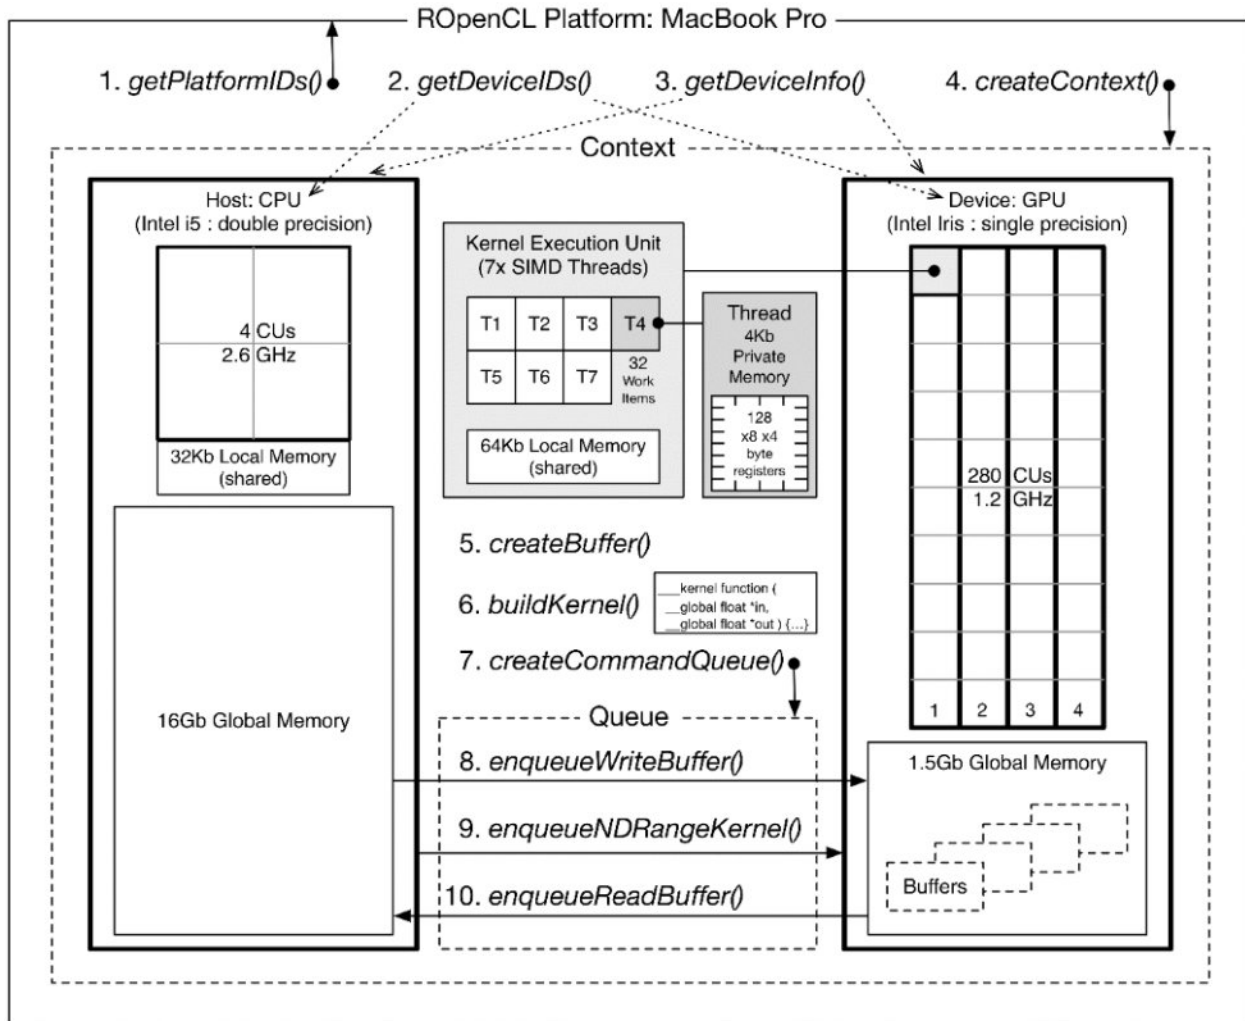 ROpenCL Platform: MacBook Pro
1. getPlatformIDs()
2. getDeviceIDs()
3. getDeviceInfo()
4. createContext()
Context
Host: CPU
(Intel i5 : double precision)
4 CUs
2.6 GHz
32Kb Local Memory
(shared)
16Gb Global Memory
Kernel Execution Unit
(7x SIMD Threads)
T1 T2 T3 T4
T5 T6 T7
32
Work
Items
64Kb Local Memory
(shared)
Thread
4Kb
Private
Memory
128
x8 x4
byte
registers
5. createBuffer()
6. buildKernel()
___kernel function (
__global float *in,
__global float *out ) {...}
7. createCommandQueue()
Queue
8. enqueueWriteBuffer()
9. enqueueNDRangeKernel()
10. enqueueReadBuffer()
Device: GPU
(Intel Iris : single precision)
280 CUs
1.2 GHz
1 2 3 4
1.5Gb Global Memory
Buffers